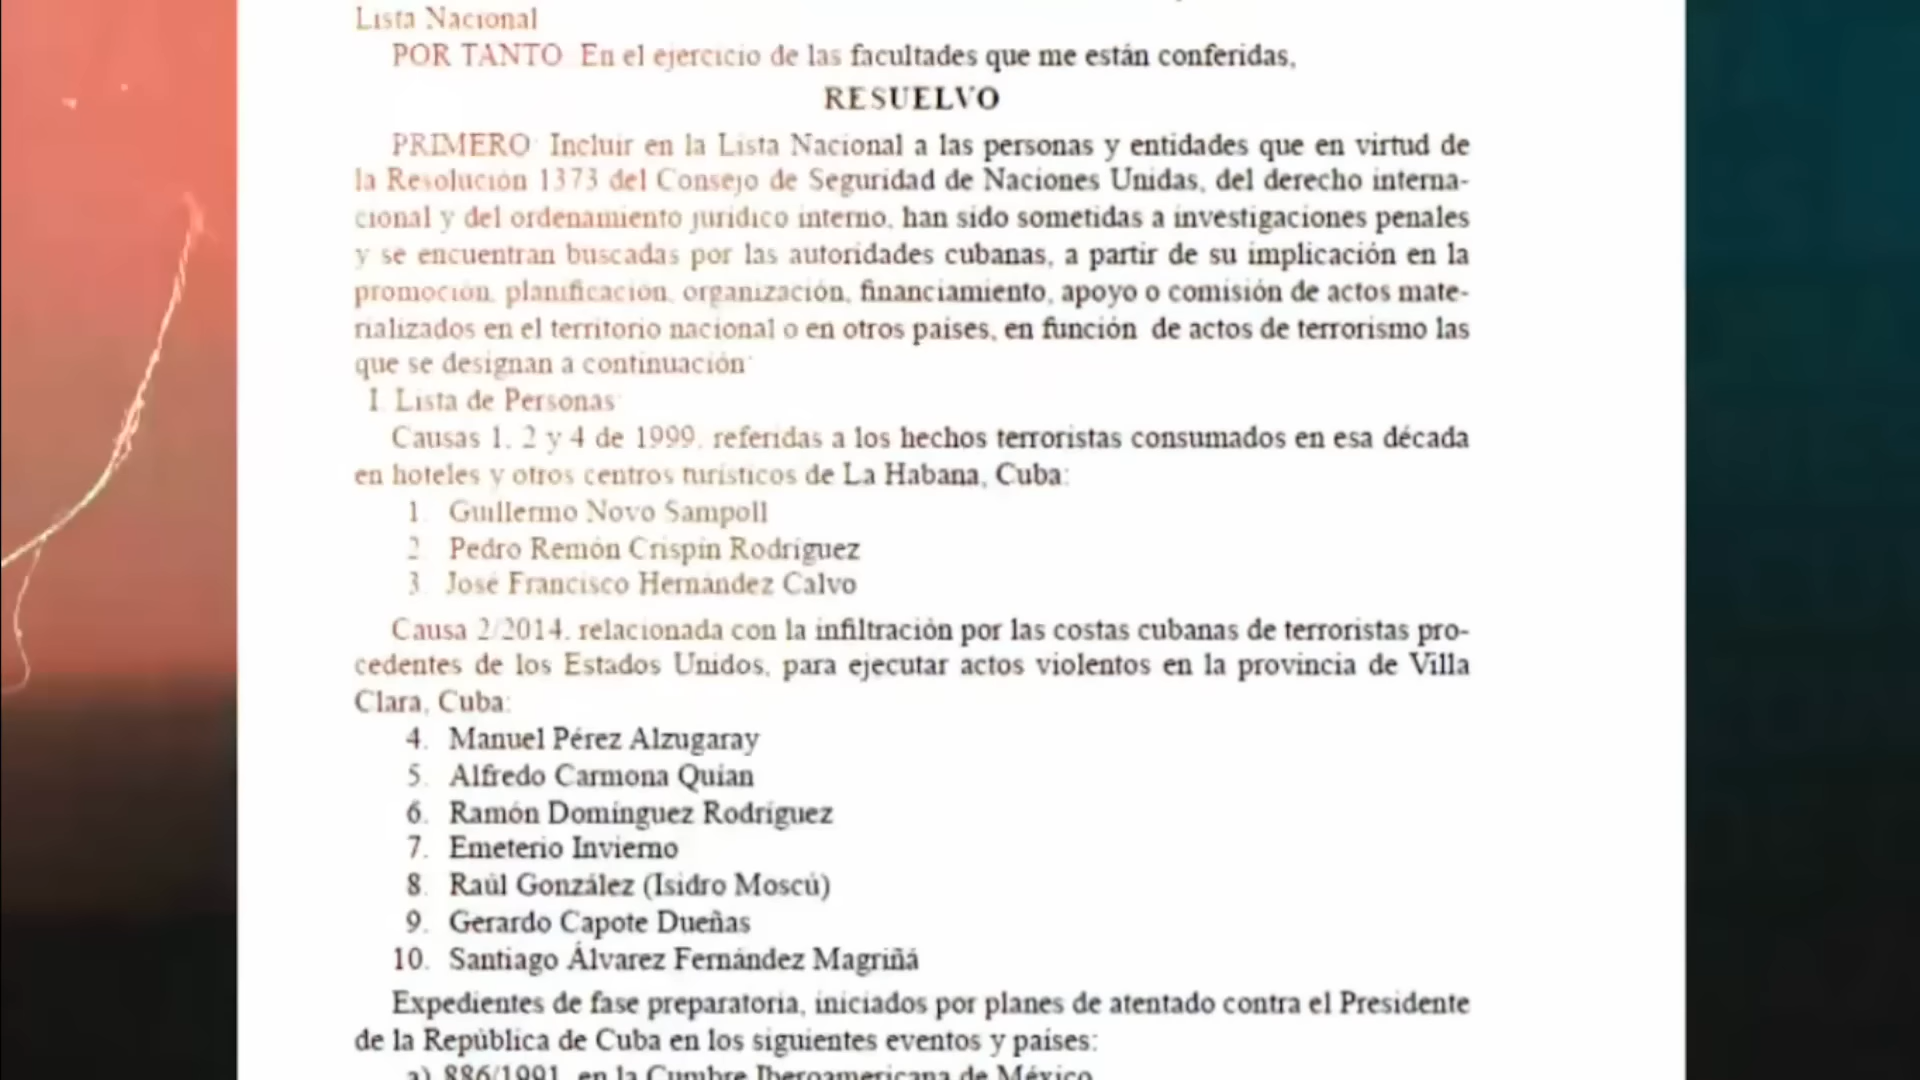 Lista Nacional
POR TANTO: En el ejercicio de las facultades que me están conferidas,
RESUELVO
PRIMERO: Incluir en la Lista Nacional a las personas y entidades que en virtud de
la Resolución 1373 del Consejo de Seguridad de Naciones Unidas, del derecho interna-
cional y del ordenamiento jurídico interno, han sido sometidas a investigaciones penales
y se encuentran buscadas por las autoridades cubanas, a partir de su implicación en la
promoción, planificación, organización, financiamiento, apoyo o comisión de actos mate-
rializados en el territorio nacional o en otros países, en función de actos de terrorismo las
que se designan a continuación:
I. Lista de Personas:
Causas 1, 2 y 4 de 1999, referidas a los hechos terroristas consumados en esa década
en hoteles y otros centros turísticos de La Habana, Cuba:
1. Guillermo Novo Sampoll
2. Pedro Remón Crispin Rodríguez
3. José Francisco Hernández Calvo
Causa 2/2014, relacionada con la infiltración por las costas cubanas de terroristas pro-
cedentes de los Estados Unidos, para ejecutar actos violentos en la provincia de Villa
Clara, Cuba:
4. Manuel Pérez Alzugaray
5. Alfredo Carmona Quian
6. Ramón Domínguez Rodríguez
7. Emeterio Invierno
8. Raúl González (Isidro Moscú)
9. Gerardo Capote Dueñas
10. Santiago Álvarez Fernández Magriñá
Expedientes de fase preparatoria, iniciados por planes de atentado contra el Presidente
de la República de Cuba en los siguientes eventos y países:
a) 886/1991, en la Cumbre Iberoamericana de México